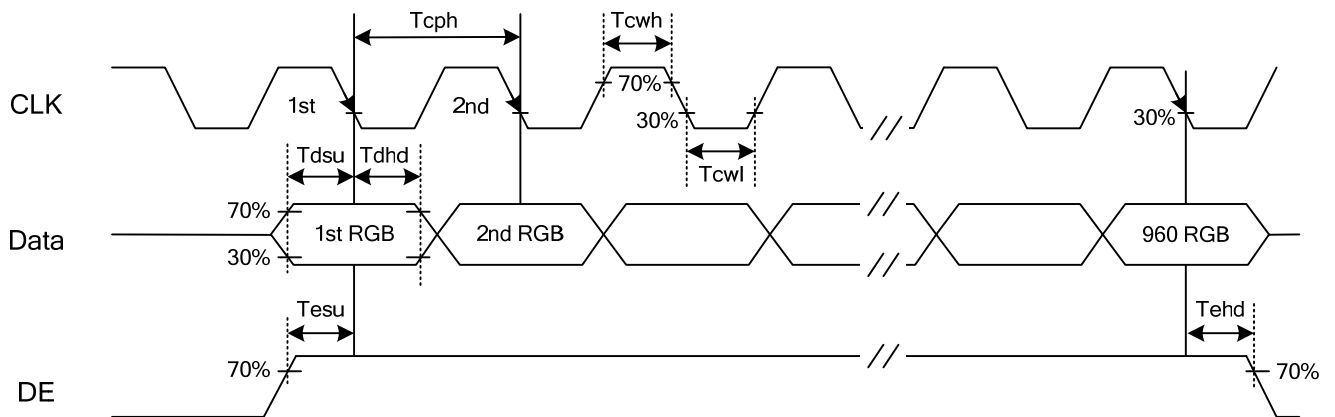 Tcph
Tcwh
CLK
1st
2nd
70%
30%
30%
Tdsu
Tdhd
Tcwl
Data
70%
30%
1st RGB
2nd RGB
960 RGB
Tesu
Tehd
DE
70%
70%